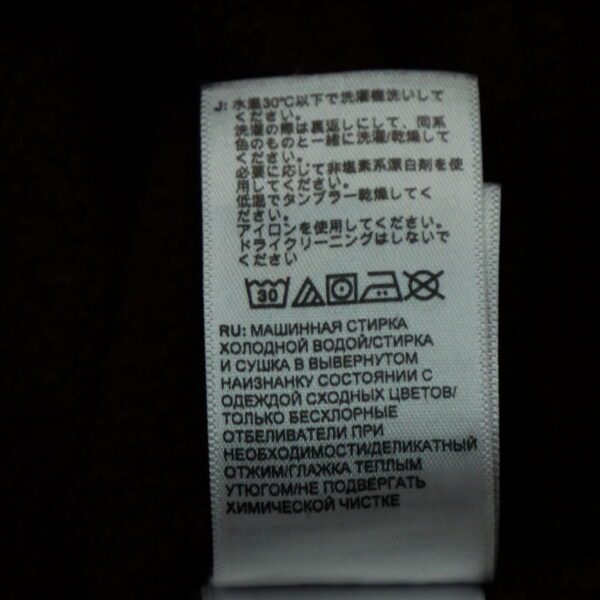 J: 水温30℃以下で洗濯機洗いして
ください。
洗濯の際は裏返しにして、同系
色のものと一緒に洗濯/乾燥して
ください。
必要に応じて非塩素系漂白剤を使
用してください。
低温でタンブラー乾燥してく
ださい。
アイロンを使用してください。
ドライクリーニングはしないで
ください
30
RU: МАШИННАЯ СТИРКА
ХОЛОДНОЙ ВОДОЙ/СТИРКА
И СУШКА В ВЫВЕРНУТОМ
НАИЗНАНКУ СОСТОЯНИИ С
ОДЕЖДОЙ СХОДНЫХ ЦВЕТОВ/
ТОЛЬКО БЕСХЛОРНЫЕ
ОТБЕЛИВАТЕЛИ ПРИ
НЕОБХОДИМОСТИ/ДЕЛИКАТНЫЙ
ОТЖИМ/ГЛАЖКА ТЕПЛЫМ
УТЮГОМ/НЕ ПОДВЕРГАТЬ
ХИМИЧЕСКОЙ ЧИСТКЕ